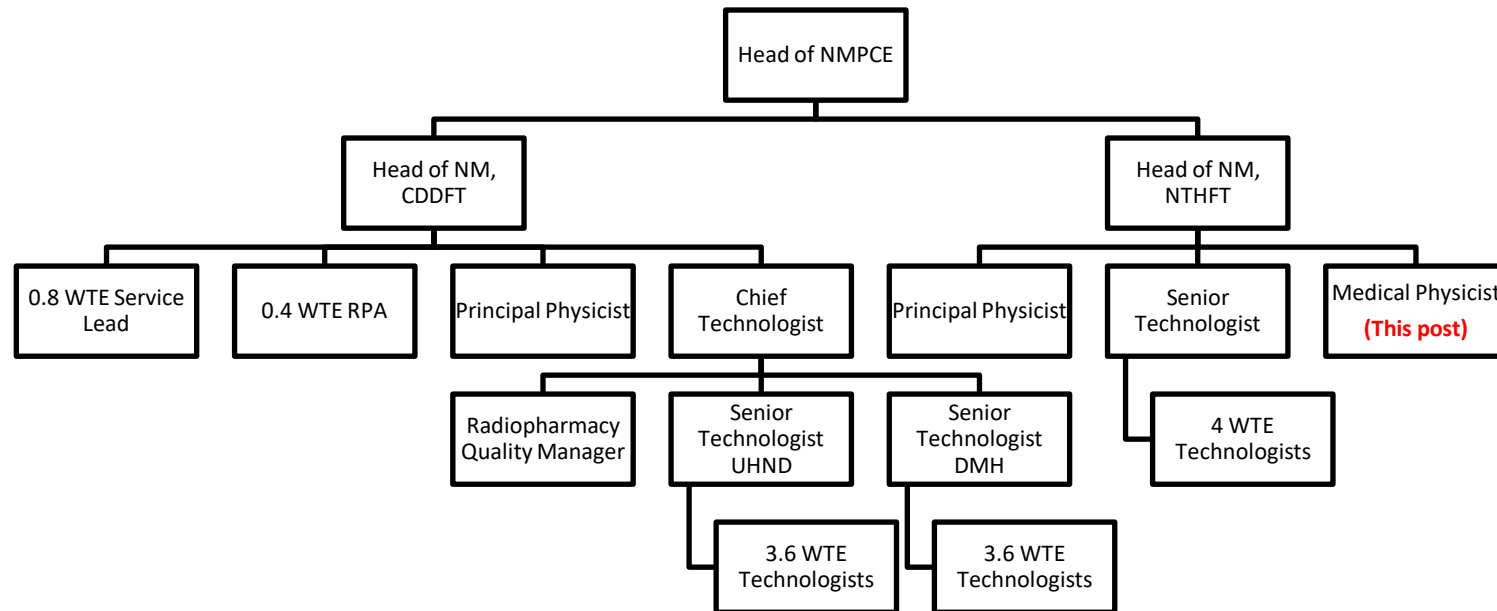 Head of NMPCE
Head of NM,
CDDFT
Head of NM,
NTHFT
0.8 WTE Service
Lead
0.4 WTE RPA
Principal Physicist
Chief
Technologist
Principal Physicist
Senior
Technologist
Medical Physicist
(This post)
Radiopharmacy
Quality Manager
Senior
Technologist
UHND
Senior
Technologist
DMH
4 WTE
Technologists
3.6 WTE
Technologists
3.6 WTE
Technologists